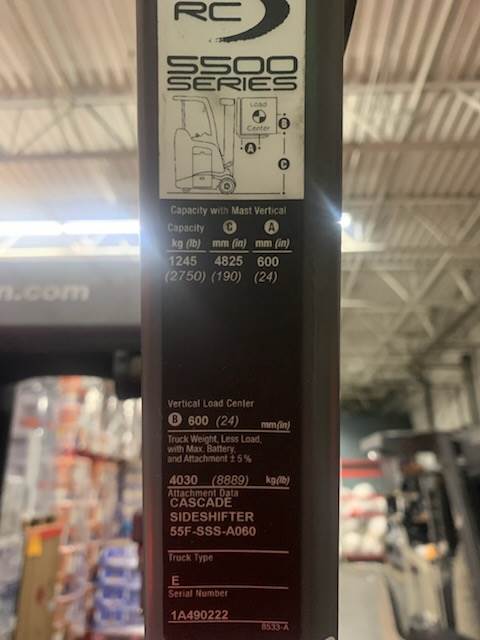 RC
5500
SERIES
Load
Center
B
A
C
Capacity with Mast Vertical
Capacity C A
kg (lb) mm (in) mm (in)
1245 4825 600
(2750) (190) (24)
m.com
Vertical Load Center
B 600 (24) mm(in)
Truck Weight, Less Load,
with Max. Battery,
and Attachment ± 5 %
4030 (8889) kg(lb)
Attachment Data
CASCADE
SIDESHIFTER
55F-SSS-A060
Truck Type
E
Serial Number
1A490222
8533-A